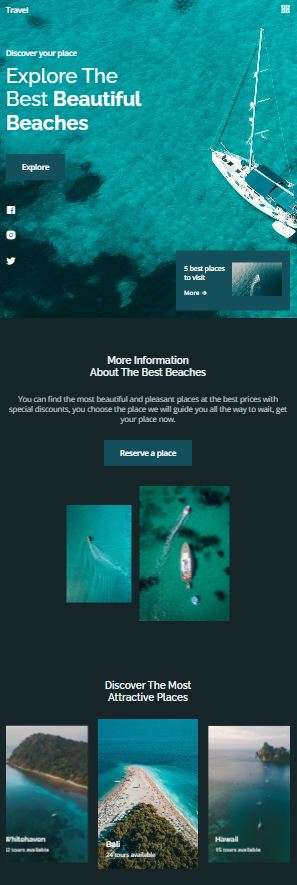 Travel
Discover your place
Explore The
Best Beautiful
Beaches
Explore
5 best places
to visit
More →
More Information
About The Best Beaches
You can find the most beautiful and pleasant places at the best prices with
special discounts, you choose the place we will guide you all the way to wait, get
your place now.
Reserve a place
Discover The Most
Attractive Places
Whitehaven
12 tours available
Bali
24 tours available
Hawaii
15 tours available